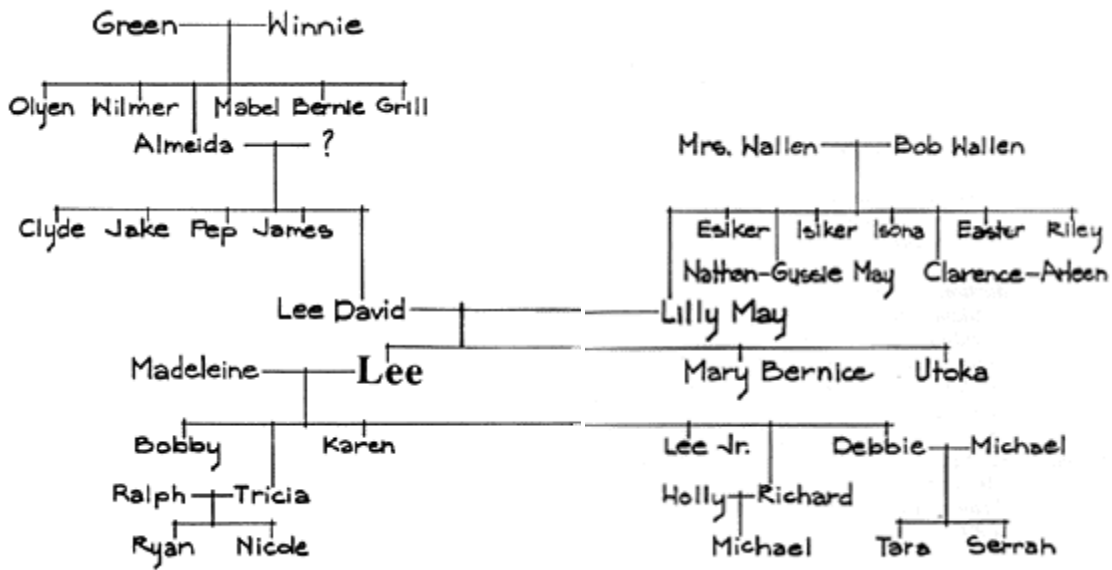 Green Winnie
Olyen Wilmer Mabel Bernie Grill
Almeida ?
Mrs. Wallen Bob Wallen
Clyde Jake Pep James
Esiker Isiker Isona Easter Riley
Nathan-Gussie May Clarence-Arleen
Lee David Lilly May
Madeleine Lee Mary Bernice Utoka
Bobby Karen Lee Jr. Debbie Michael
Ralph Tricia Holly Richard
Ryan Nicole Michael Tara Serrah